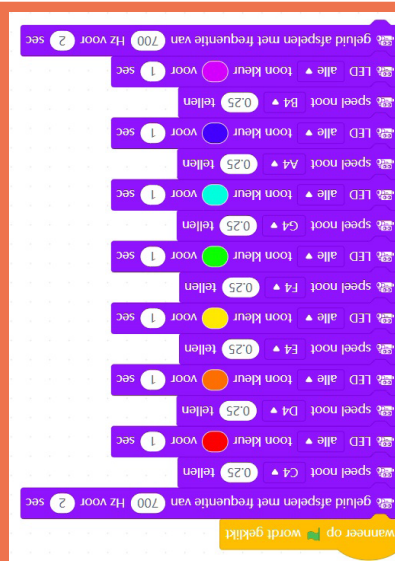 wanneer op wordt geklikt
geluid afspelen met frequentie van 700 Hz voor 2 sec
speel noot C4 0.25 tellen
LED alle toon kleur voor 1 sec
speel noot D4 0.25 tellen
LED alle toon kleur voor 1 sec
speel noot E4 0.25 tellen
LED alle toon kleur voor 1 sec
speel noot F4 0.25 tellen
LED alle toon kleur voor 1 sec
speel noot G4 0.25 tellen
LED alle toon kleur voor 1 sec
speel noot A4 0.25 tellen
LED alle toon kleur voor 1 sec
speel noot B4 0.25 tellen
LED alle toon kleur voor 1 sec
geluid afspelen met frequentie van 700 Hz voor 2 sec